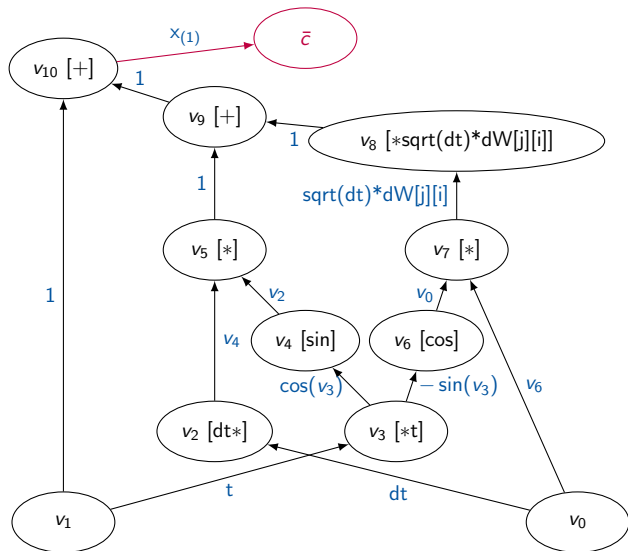 x₍₁₎
c̄
v₁₀ [+]
1
v₉ [+]
1
v₈ [∗sqrt(dt)∗dW[j][i]]
1
sqrt(dt)*dW[j][i]
v₅ [∗]
v₇ [∗]
v₂
v₀
1
v₄
v₄ [sin]
v₆ [cos]
cos(v₃)
− sin(v₃)
v₆
v₂ [dt∗]
v₃ [∗t]
t
dt
v₁
v₀